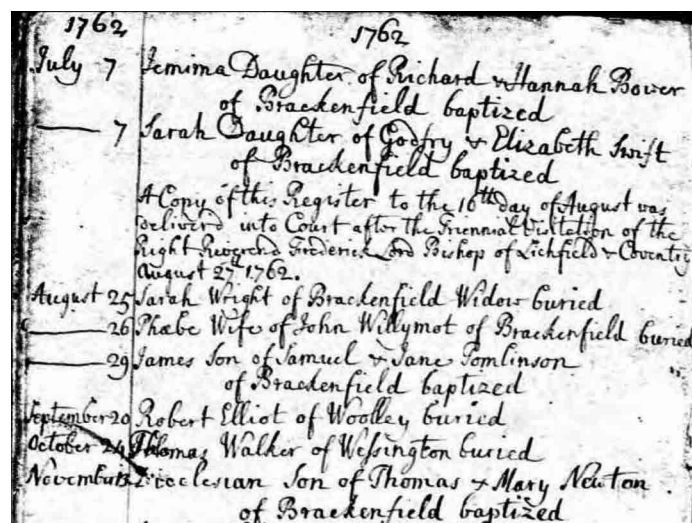 1762 1762
July 7 Jemima Daughter of Richard & Hannah Bower
of Brackenfield baptized
7 Sarah Daughter of Godfry & Elizabeth Swift
of Brackenfield baptized
A Copy of this Register to the 16th day of August was
deliverd into Court after the Triennial Visitation of the
Right Reverend Frederick Lord Bishop of Lichfield & Coventry
August 27 1762.
August 25 Sarah Wright of Brackenfield Widow buried
26 Phœbe Wife of John Willymot of Brackenfield buried
29 James Son of Samuel & Jane Tomlinson
of Brackenfield baptized
September 20 Robert Elliot of Woolley buried
October 24 Thomas Walker of Wessington buried
November Son of Thomas & Mary Newton
of Brackenfield baptized